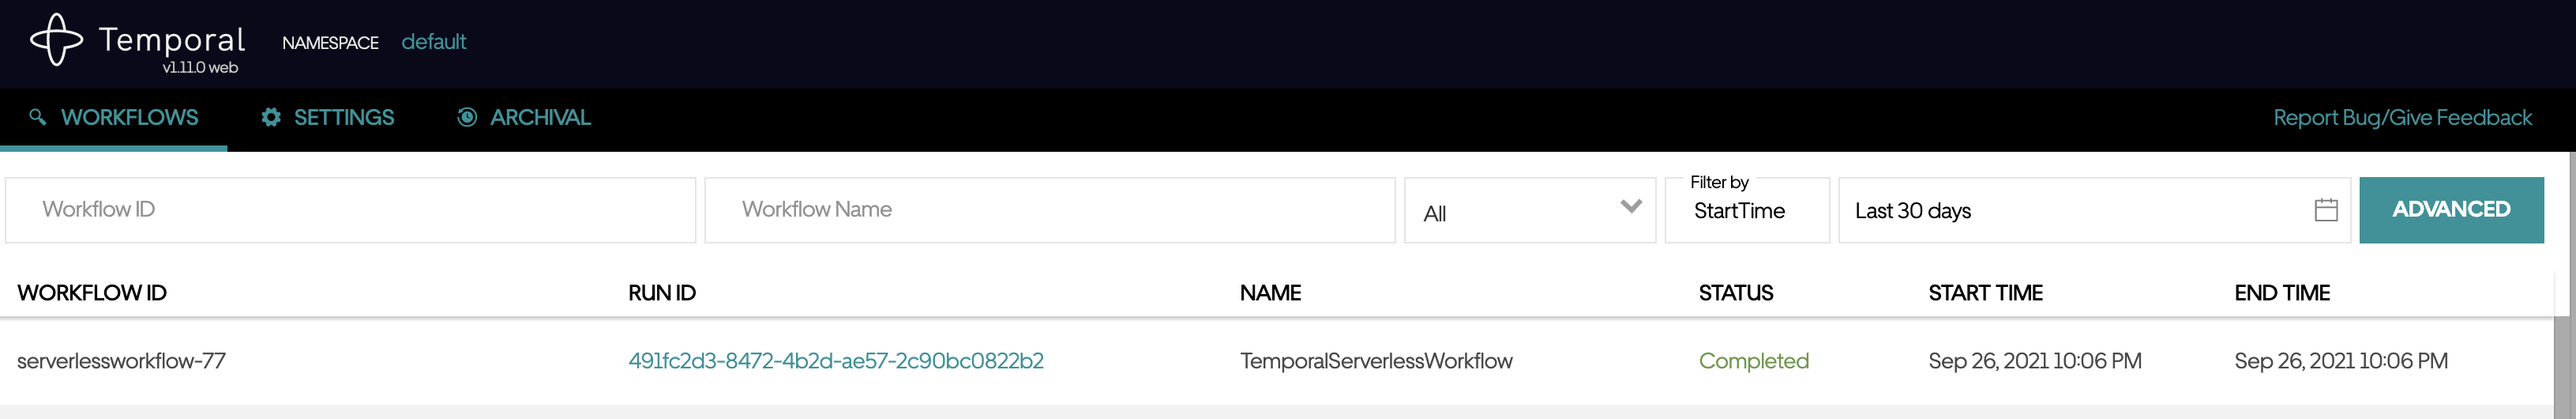 Temporal
v1.11.0 web
NAMESPACE default
WORKFLOWS SETTINGS ARCHIVAL Report Bug/Give Feedback
Workflow ID Workflow Name All Filter by StartTime Last 30 days ADVANCED
WORKFLOW ID RUN ID NAME STATUS START TIME END TIME
serverlessworkflow-77 491fc2d3-8472-4b2d-ae57-2c90bc0822b2 TemporalServerlessWorkflow Completed Sep 26, 2021 10:06 PM Sep 26, 2021 10:06 PM